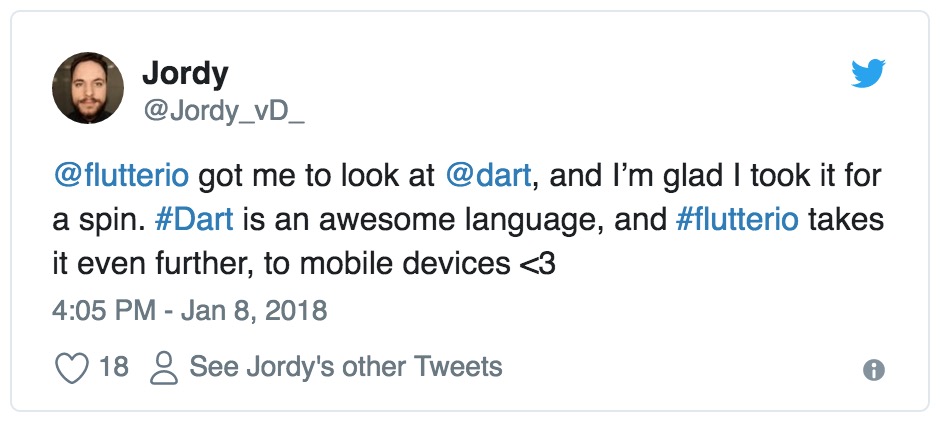 Jordy
@Jordy_vD_
@flutterio got me to look at @dart, and I’m glad I took it for
a spin. #Dart is an awesome language, and #flutterio takes
it even further, to mobile devices <3
4:05 PM - Jan 8, 2018
18 See Jordy's other Tweets